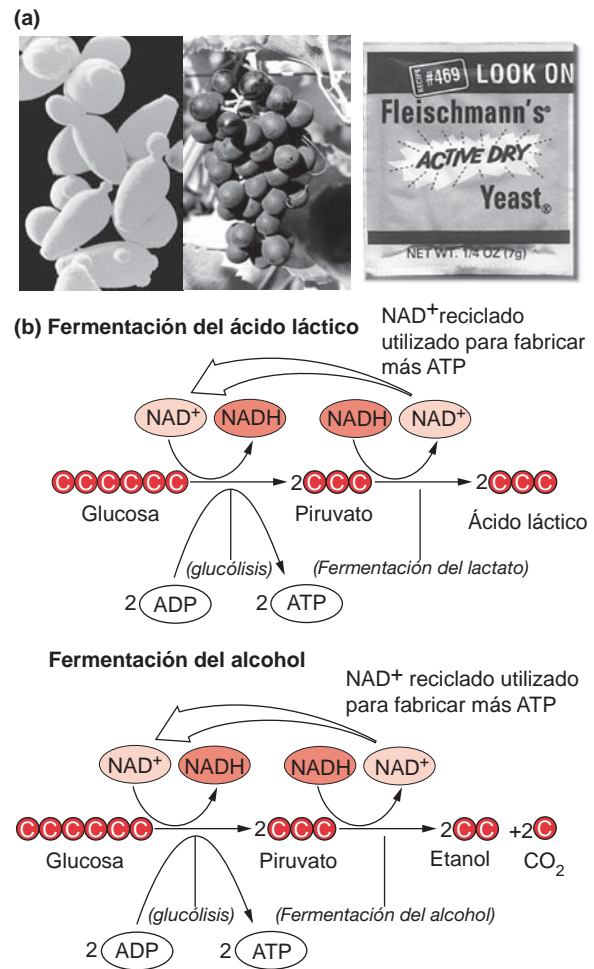 (a)
RECIPE #469 LOOK ON
Fleischmann's®
ACTIVE DRY
Yeast®
NET WT. 1/4 OZ (7g)
(b) Fermentación del ácido láctico
NAD+ reciclado
utilizado para fabricar
más ATP
NAD+ NADH NADH NAD+
CCCCCC 2CCC 2CCC
Glucosa Piruvato Ácido láctico
(glucólisis) (Fermentación del lactato)
2 ADP 2 ATP
Fermentación del alcohol
NAD+ reciclado utilizado
para fabricar más ATP
NAD+ NADH NADH NAD+
CCCCCC 2CCC 2CC +2C
Glucosa Piruvato Etanol CO2
(glucólisis) (Fermentación del alcohol)
2 ADP 2 ATP